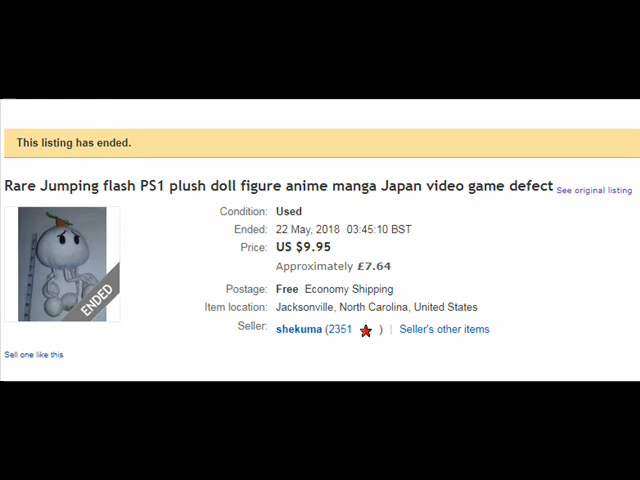 This listing has ended.
Rare Jumping flash PS1 plush doll figure anime manga Japan video game defect See original listing
Condition: Used
Ended: 22 May, 2018 03:45:10 BST
Price: US $9.95
Approximately £7.64
ENDED
Postage: Free Economy Shipping
Item location: Jacksonville, North Carolina, United States
Seller: shekuma (2351 ) | Seller's other items
Sell one like this